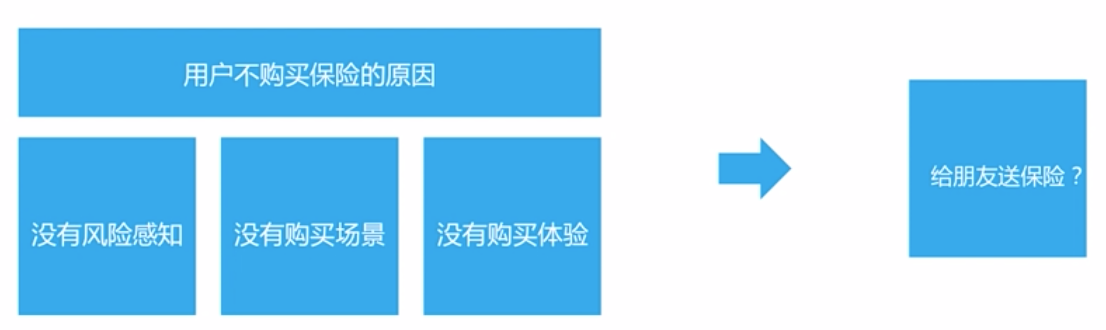 用户不购买保险的原因
没有风险感知
没有购买场景
没有购买体验
给朋友送保险？